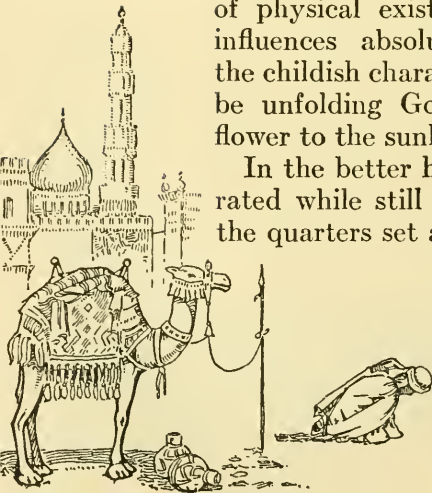 of physical exist
influences absolu
the childish chara
be unfolding Go
flower to the sunl
In the better h
rated while still
the quarters set a